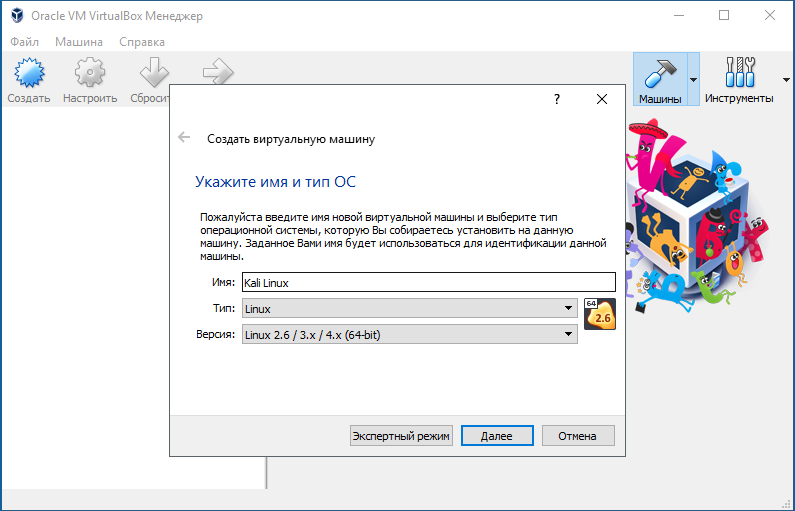 Oracle VM VirtualBox Менеджер
Файл Машина Справка
Создать Настроить Сбросит
Машины Инструменты
?
Создать виртуальную машину
Укажите имя и тип ОС
Пожалуйста введите имя новой виртуальной машины и выберите тип
операционной системы, которую Вы собираетесь установить на данную
машину. Заданное Вами имя будет использоваться для идентификации данной
машины.
Имя: Kali Linux
Тип: Linux
64
2.6
Версия: Linux 2.6 / 3.x / 4.x (64-bit)
Экспертный режим Далее Отмена